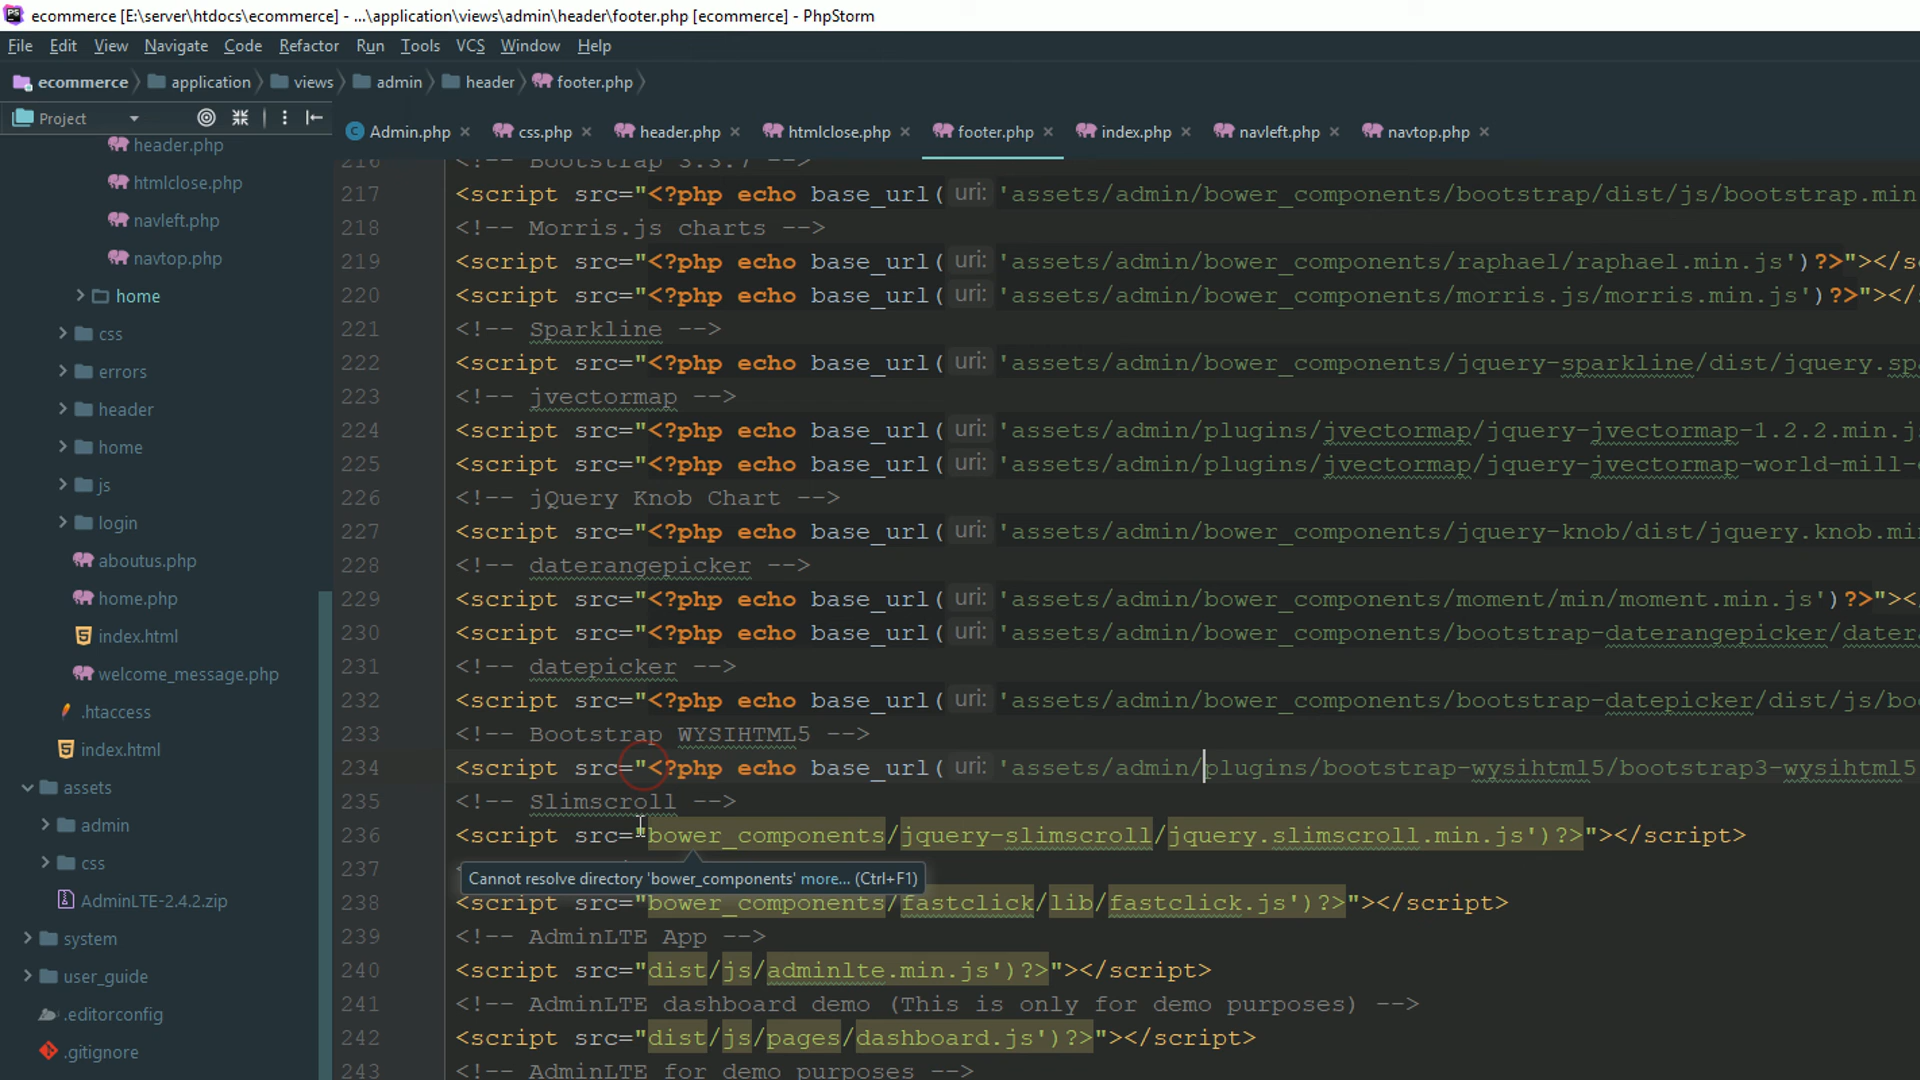 ecommerce [E:\server\htdocs\ecommerce] - ...\application\views\admin\header\footer.php [ecommerce] - PhpStorm
File Edit View Navigate Code Refactor Run Tools VCS Window Help
ecommerce application views admin header footer.php
Project
Admin.php css.php header.php htmlclose.php footer.php index.php navleft.php navtop.php
header.php
htmlclose.php
navleft.php
navtop.php
home
css
errors
header
home
js
login
aboutus.php
home.php
index.html
welcome_message.php
.htaccess
index.html
assets
admin
css
AdminLTE-2.4.2.zip
system
user_guide
.editorconfig
.gitignore
216 <!-- Bootstrap 3.3.7 -->
217 <script src="<?php echo base_url( uri: 'assets/admin/bower_components/bootstrap/dist/js/bootstrap.min
218 <!-- Morris.js charts -->
219 <script src="<?php echo base_url( uri: 'assets/admin/bower_components/raphael/raphael.min.js')?>"></s
220 <script src="<?php echo base_url( uri: 'assets/admin/bower_components/morris.js/morris.min.js')?>"></
221 <!-- Sparkline -->
222 <script src="<?php echo base_url( uri: 'assets/admin/bower_components/jquery-sparkline/dist/jquery.sp
223 <!-- jvectormap -->
224 <script src="<?php echo base_url( uri: 'assets/admin/plugins/jvectormap/jquery-jvectormap-1.2.2.min.j
225 <script src="<?php echo base_url( uri: 'assets/admin/plugins/jvectormap/jquery-jvectormap-world-mill-
226 <!-- jQuery Knob Chart -->
227 <script src="<?php echo base_url( uri: 'assets/admin/bower_components/jquery-knob/dist/jquery.knob.mi
228 <!-- daterangepicker -->
229 <script src="<?php echo base_url( uri: 'assets/admin/bower_components/moment/min/moment.min.js')?>"><
230 <script src="<?php echo base_url( uri: 'assets/admin/bower_components/bootstrap-daterangepicker/datera
231 <!-- datepicker -->
232 <script src="<?php echo base_url( uri: 'assets/admin/bower_components/bootstrap-datepicker/dist/js/bo
233 <!-- Bootstrap WYSIHTML5 -->
234 <script src="<?php echo base_url( uri: 'assets/admin/plugins/bootstrap-wysihtml5/bootstrap3-wysihtml5
235 <!-- Slimscroll -->
236 <script src="bower_components/jquery-slimscroll/jquery.slimscroll.min.js')?>"></script>
237
Cannot resolve directory 'bower_components' more... (Ctrl+F1)
238 <script src="bower_components/fastclick/lib/fastclick.js')?>"></script>
239 <!-- AdminLTE App -->
240 <script src="dist/js/adminlte.min.js')?>"></script>
241 <!-- AdminLTE dashboard demo (This is only for demo purposes) -->
242 <script src="dist/js/pages/dashboard.js')?>"></script>
243 <!-- AdminLTE for demo purposes -->